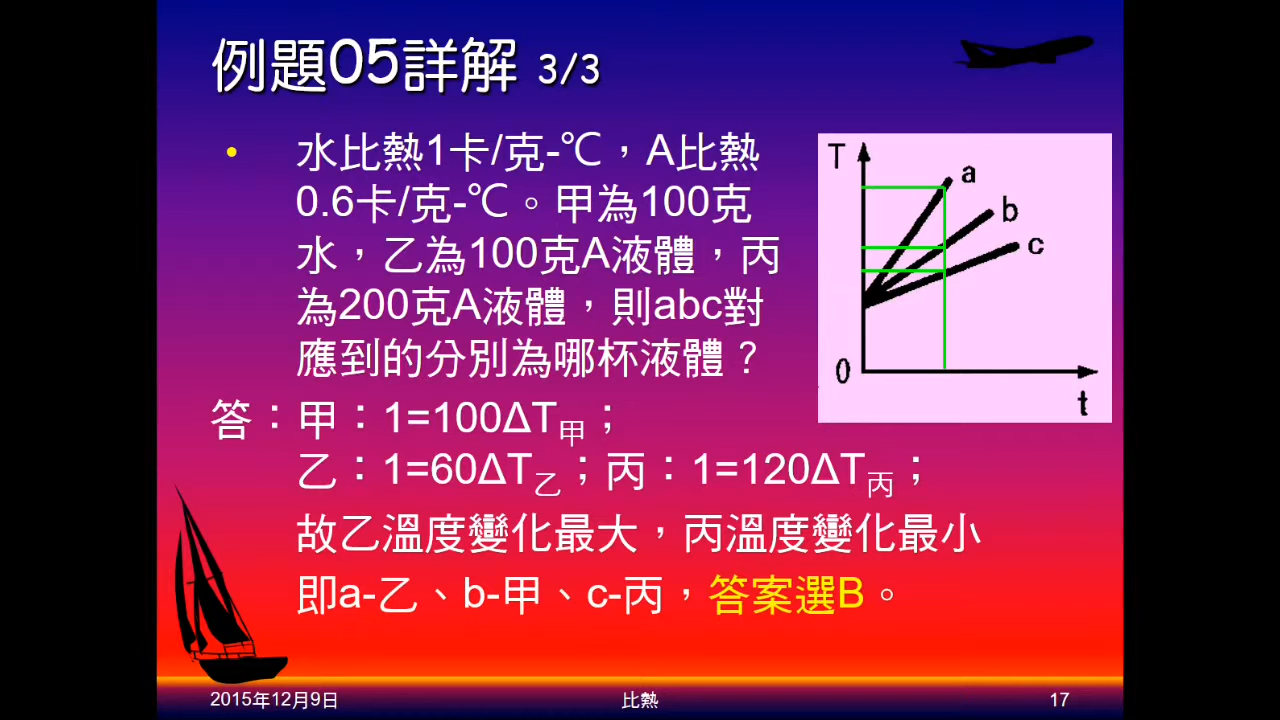 例題05詳解 3/3
• 水比熱1卡/克-℃，A比熱
0.6卡/克-℃。甲為100克
水，乙為100克A液體，丙
為200克A液體，則abc對
應到的分別為哪杯液體？
T
a
b
c
0
t
答：甲：1=100ΔT甲；
乙：1=60ΔT乙；丙：1=120ΔT丙；
故乙溫度變化最大，丙溫度變化最小
即a-乙、b-甲、c-丙，答案選B。
2015年12月9日
比熱
17